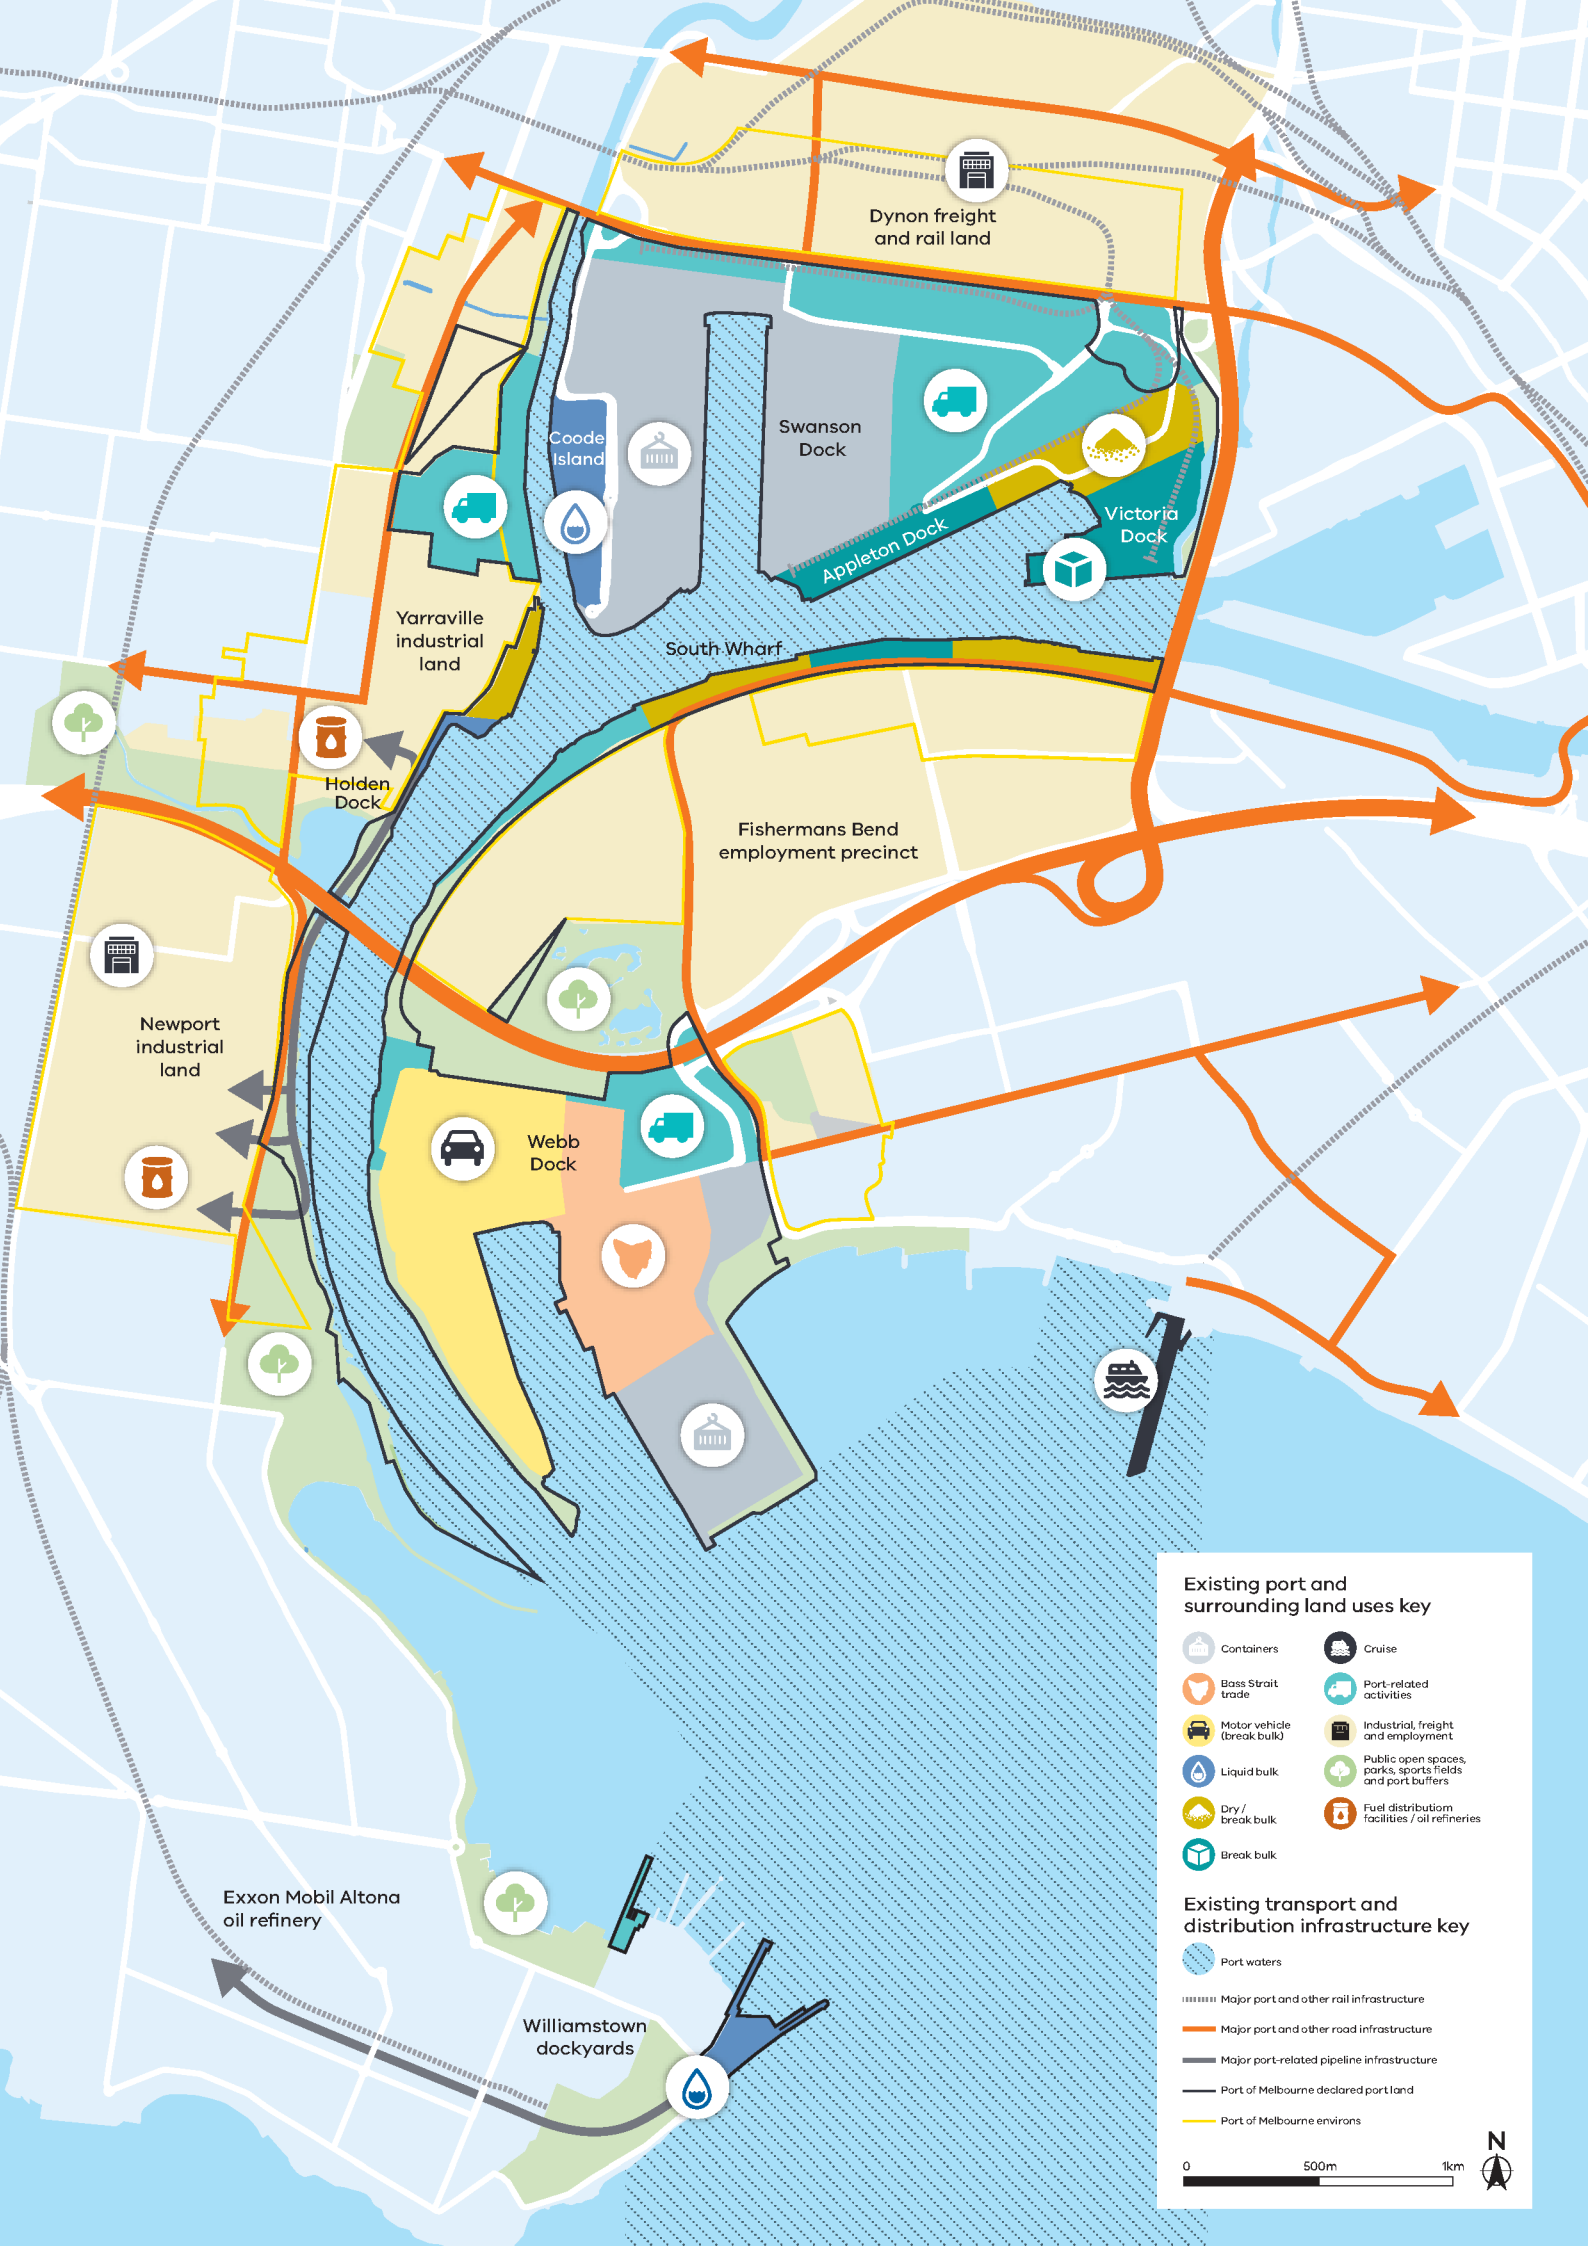 Dynon freight
and rail land
Coode
Island
Swanson
Dock
Victoria
Dock
Appleton Dock
Yarraville
industrial
land
South Wharf
Holden
Dock
Fishermans Bend
employment precinct
Newport
industrial
land
Webb
Dock
Exxon Mobil Altona
oil refinery
Williamstown
dockyards
Existing port and
surrounding land uses key
Containers
Bass Strait
trade
Motor vehicle
(break bulk)
Liquid bulk
Dry /
break bulk
Break bulk
Cruise
Port-related
activities
Industrial, freight
and employment
Public open spaces,
parks, sports fields
and port buffers
Fuel distributiom
facilities / oil refineries
Existing transport and
distribution infrastructure key
Port waters
Major port and other rail infrastructure
Major port and other road infrastructure
Major port-related pipeline infrastructure
Port of Melbourne declared port land
Port of Melbourne environs
N
0 500m 1km